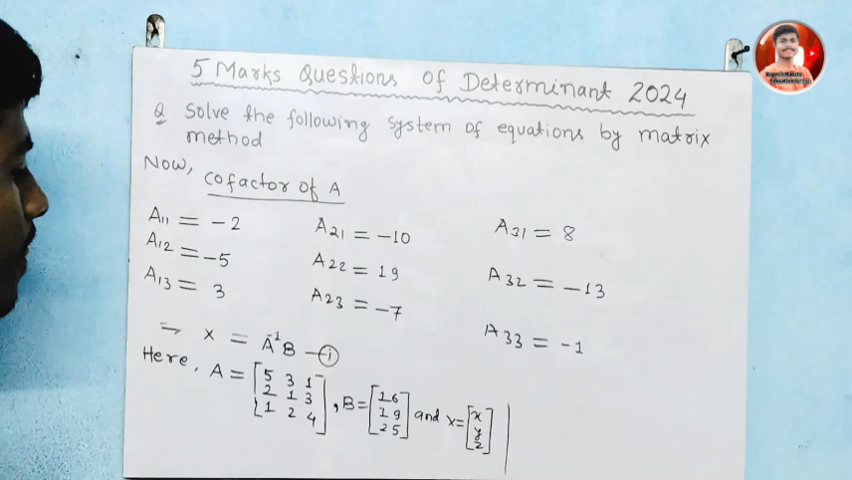 5 Marks Questions of Determinant 2024
Q Solve the following system of equations by matrix
method
Now, Cofactor of A
A11 = -2 A21 = -10 A31 = 8
A12 = -5 A22 = 19 A32 = -13
A13 = 3 A23 = -7 A33 = -1
→ x = A⁻¹B —①
Here, A = [5 3 1
2 1 3
1 2 4], B = [16
19
25] and x = [x
y
z]